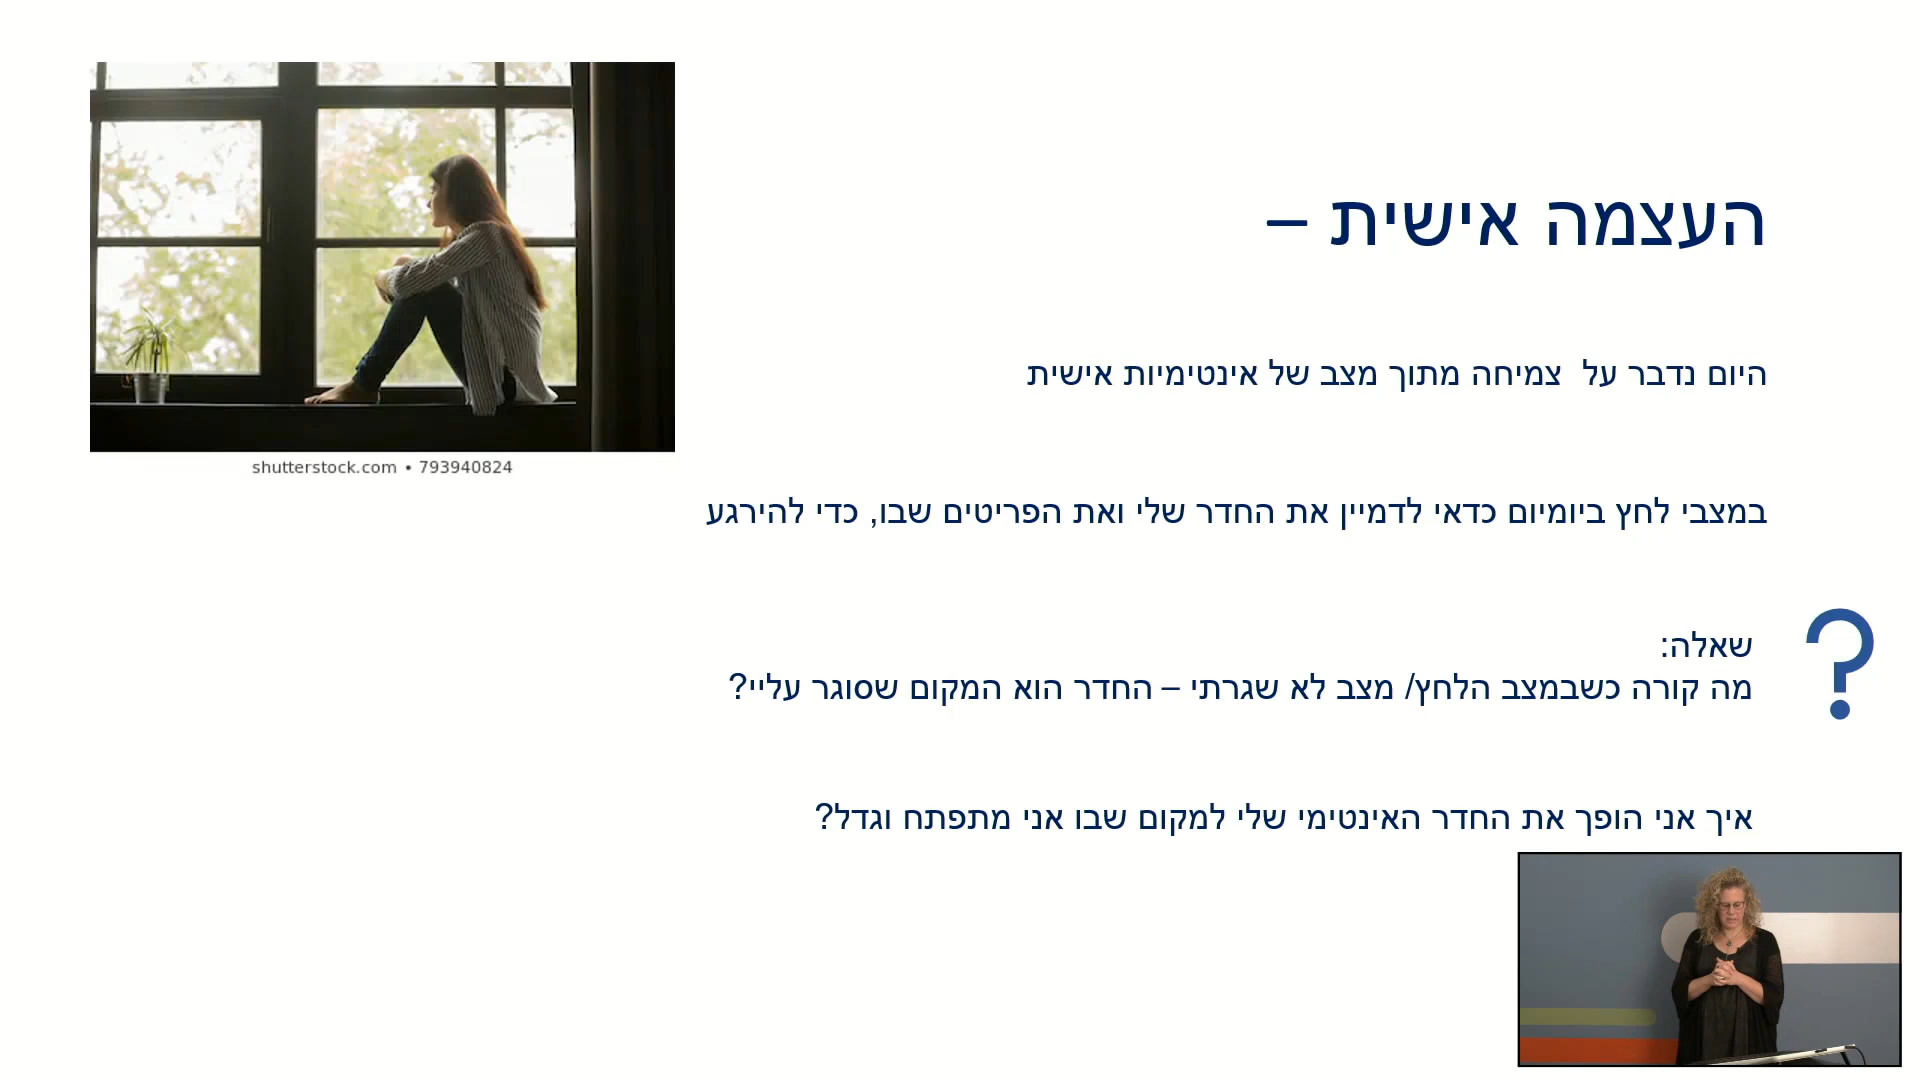 העצמה אישית –
היום נדבר על  צמיחה מתוך מצב של אינטימיות אישית
במצבי לחץ ביומיום כדאי לדמיין את החדר שלי ואת הפריטים שבו, כדי להירגע
שאלה:
מה קורה כשבמצב הלחץ/ מצב לא שגרתי – החדר הוא המקום שסוגר עליי?
איך אני הופך את החדר האינטימי שלי למקום שבו אני מתפתח וגדל?
shutterstock.com • 793940824